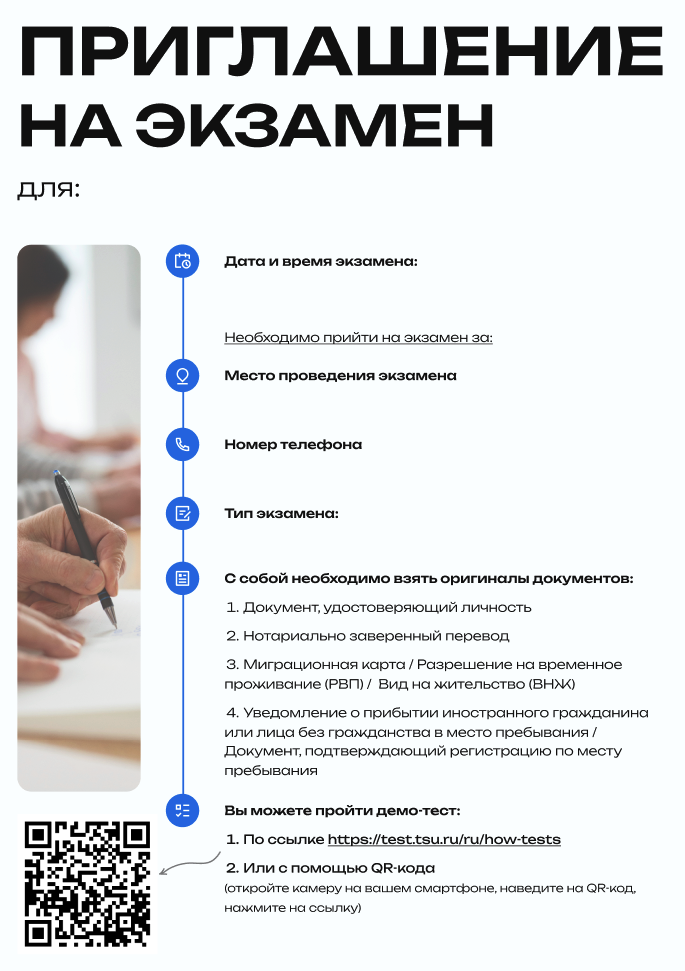 ПРИГЛАШЕНИЕ
НА ЭКЗАМЕН
для:
Дата и время экзамена:
Необходимо прийти на экзамен за:
Место проведения экзамена
Номер телефона
Тип экзамена:
С собой необходимо взять оригиналы документов:
1. Документ, удостоверяющий личность
2. Нотариально заверенный перевод
3. Миграционная карта / Разрешение на временное
проживание (РВП) / Вид на жительство (ВНЖ)
4. Уведомление о прибытии иностранного гражданина
или лица без гражданства в место пребывания /
Документ, подтверждающий регистрацию по месту
пребывания
Вы можете пройти демо-тест:
1. По ссылке https://test.tsu.ru/ru/how-tests
2. Или с помощью QR-кода
(откройте камеру на вашем смартфоне, наведите на QR-код,
нажмите на ссылку)